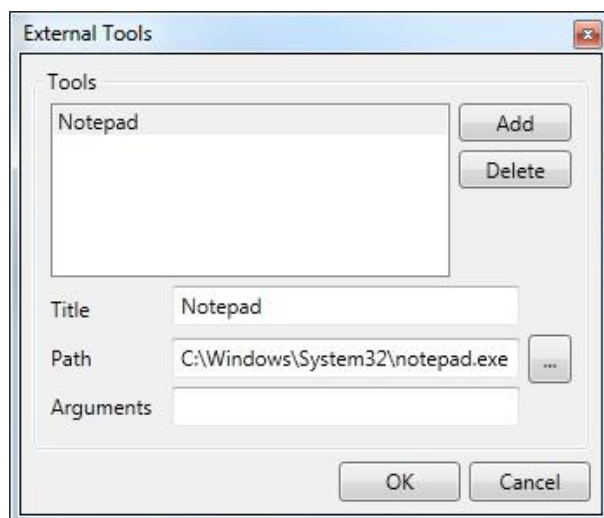 External Tools
Tools
Notepad
Add
Delete
Title
Notepad
Path
C:\Windows\System32\notepad.exe
...
Arguments
OK
Cancel